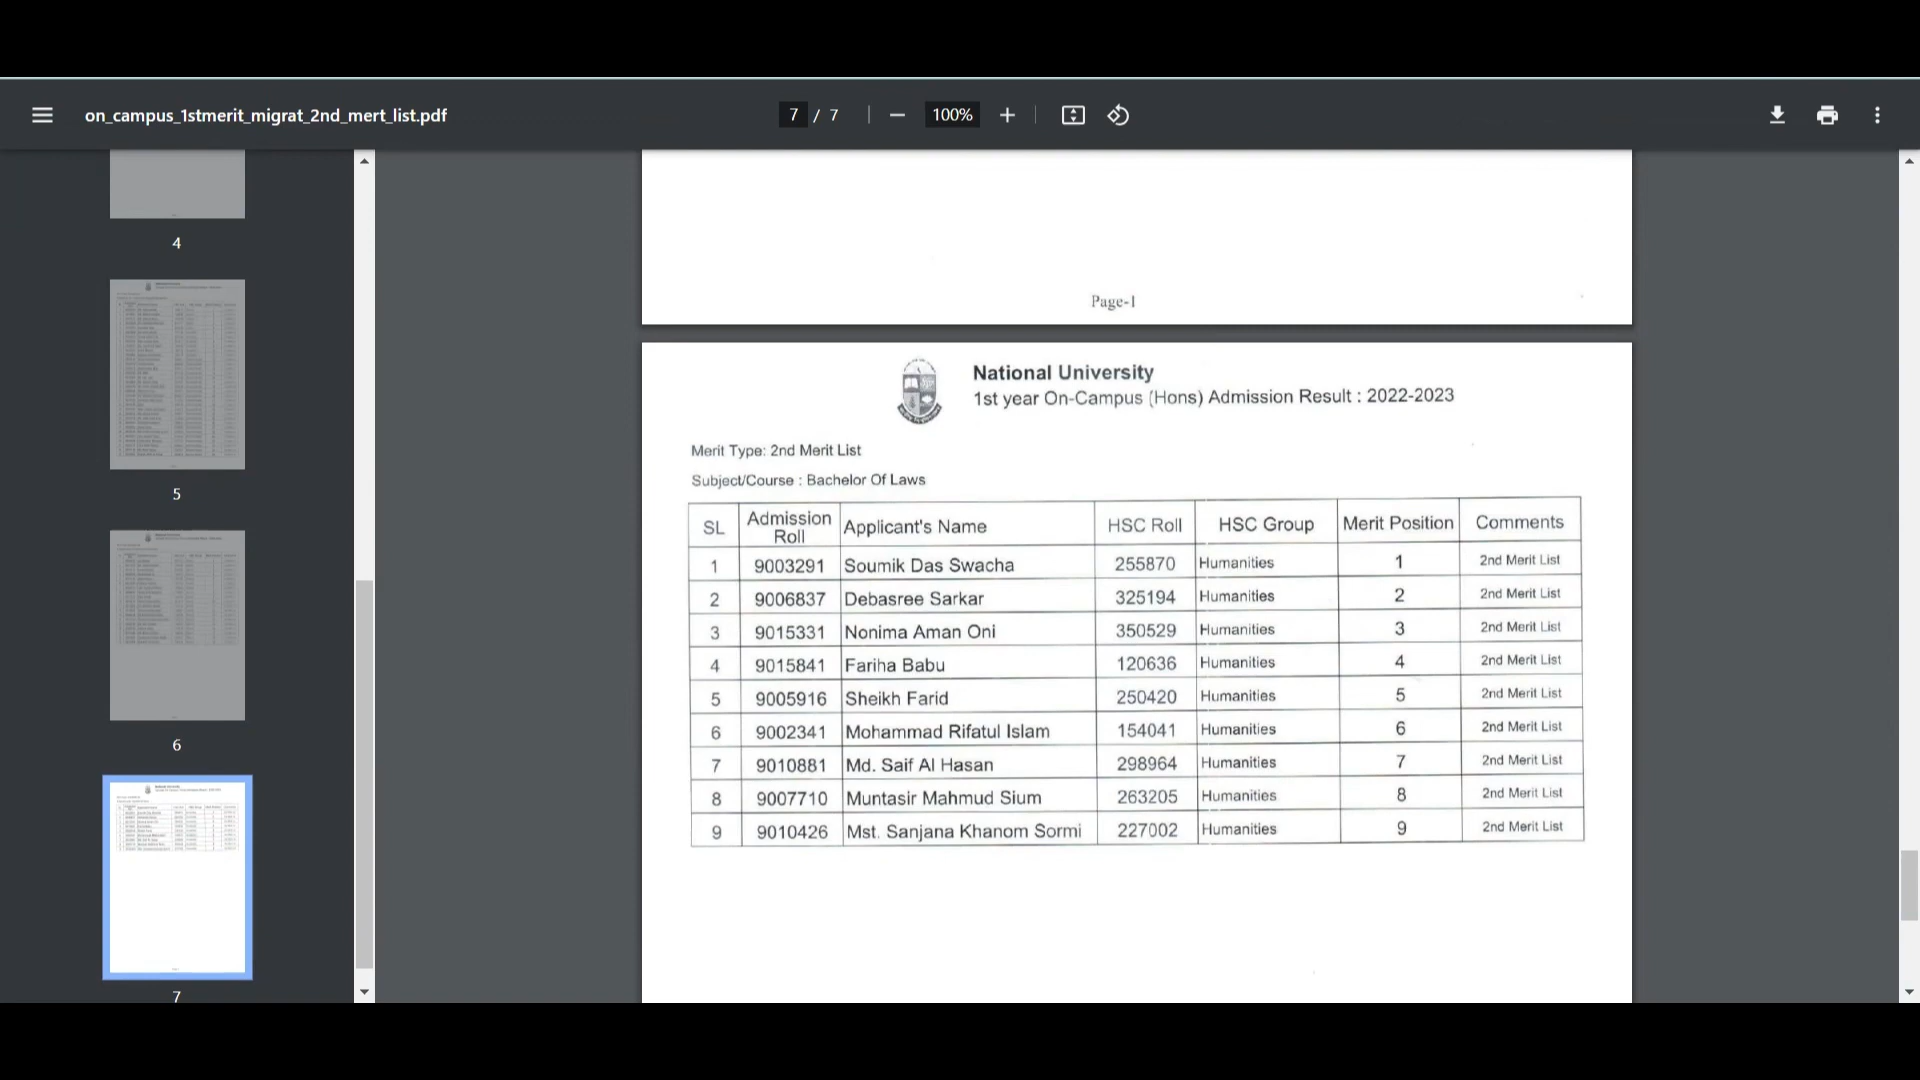 on_campus_1stmerit_migrat_2nd_mert_list.pdf
7 / 7
100%
4
5
6
7
Page-1
National University
1st year On-Campus (Hons) Admission Result : 2022-2023
Merit Type: 2nd Merit List
Subject/Course : Bachelor Of Laws
SL Admission Roll Applicant's Name HSC Roll HSC Group Merit Position Comments
1 9003291 Soumik Das Swacha 255870 Humanities 1 2nd Merit List
2 9006837 Debasree Sarkar 325194 Humanities 2 2nd Merit List
3 9015331 Nonima Aman Oni 350529 Humanities 3 2nd Merit List
4 9015841 Fariha Babu 120636 Humanities 4 2nd Merit List
5 9005916 Sheikh Farid 250420 Humanities 5 2nd Merit List
6 9002341 Mohammad Rifatul Islam 154041 Humanities 6 2nd Merit List
7 9010881 Md. Saif Al Hasan 298964 Humanities 7 2nd Merit List
8 9007710 Muntasir Mahmud Sium 263205 Humanities 8 2nd Merit List
9 9010426 Mst. Sanjana Khanom Sormi 227002 Humanities 9 2nd Merit List